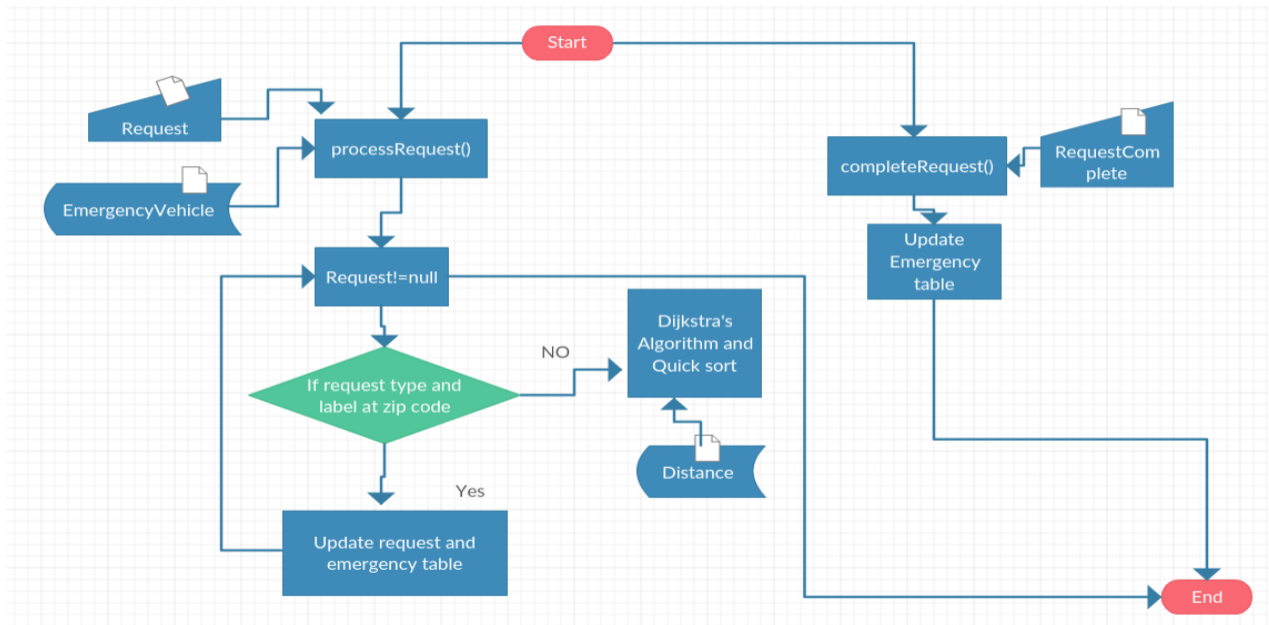 Start
Request
processRequest()
EmergencyVehicle
completeRequest()
RequestCom
plete
Update
Emergency
table
Request!=null
Dijkstra's
Algorithm and
Quick sort
NO
If request type and
label at zip code
Distance
Yes
Update request and
emergency table
End